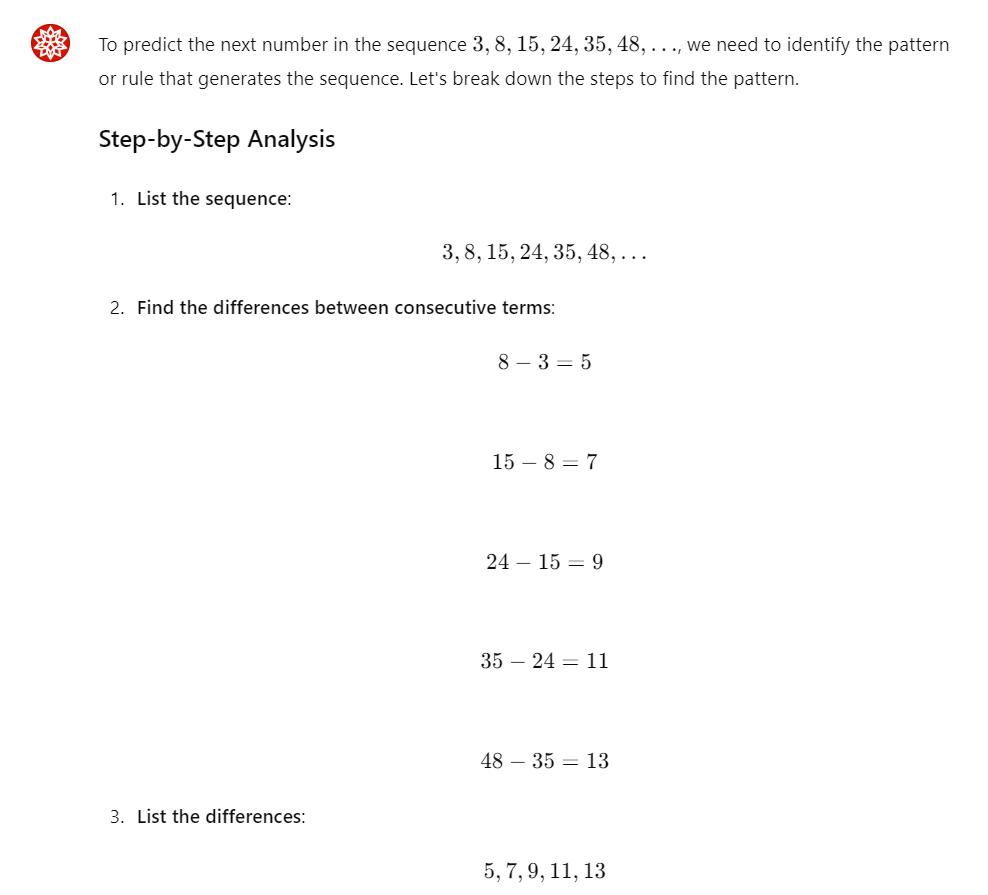 To predict the next number in the sequence 3, 8, 15, 24, 35, 48, . . ., we need to identify the pattern
or rule that generates the sequence. Let's break down the steps to find the pattern.
Step-by-Step Analysis
1. List the sequence:
3, 8, 15, 24, 35, 48, . . .
2. Find the differences between consecutive terms:
8 − 3 = 5
15 − 8 = 7
24 − 15 = 9
35 − 24 = 11
48 − 35 = 13
3. List the differences:
5, 7, 9, 11, 13